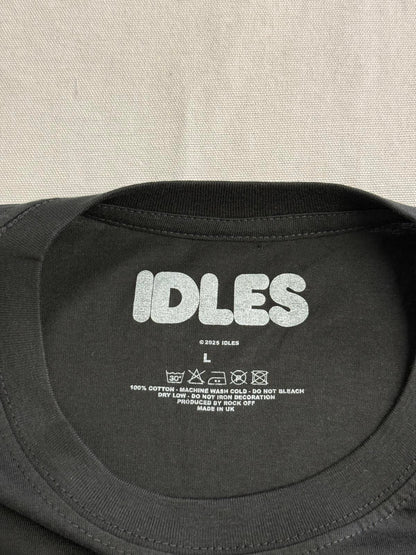 IDLES
©2025 IDLES
L
30°
100% COTTON - MACHINE WASH COLD - DO NOT BLEACH
DRY LOW - DO NOT IRON DECORATION
PRODUCED BY ROCK OFF
MADE IN UK